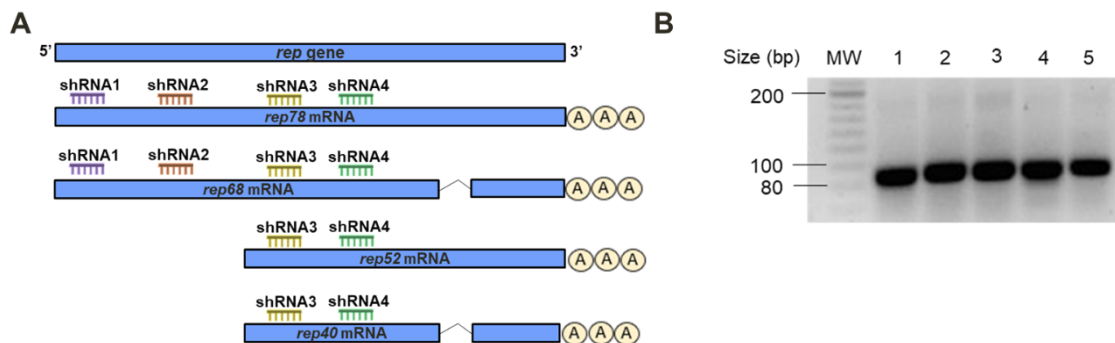 A
5’ rep gene 3’
shRNA1 shRNA2 shRNA3 shRNA4
rep78 mRNA A A A
shRNA1 shRNA2 shRNA3 shRNA4
rep68 mRNA A A A
shRNA3 shRNA4
rep52 mRNA A A A
shRNA3 shRNA4
rep40 mRNA A A A
B
Size (bp) MW 1 2 3 4 5
200
100
80